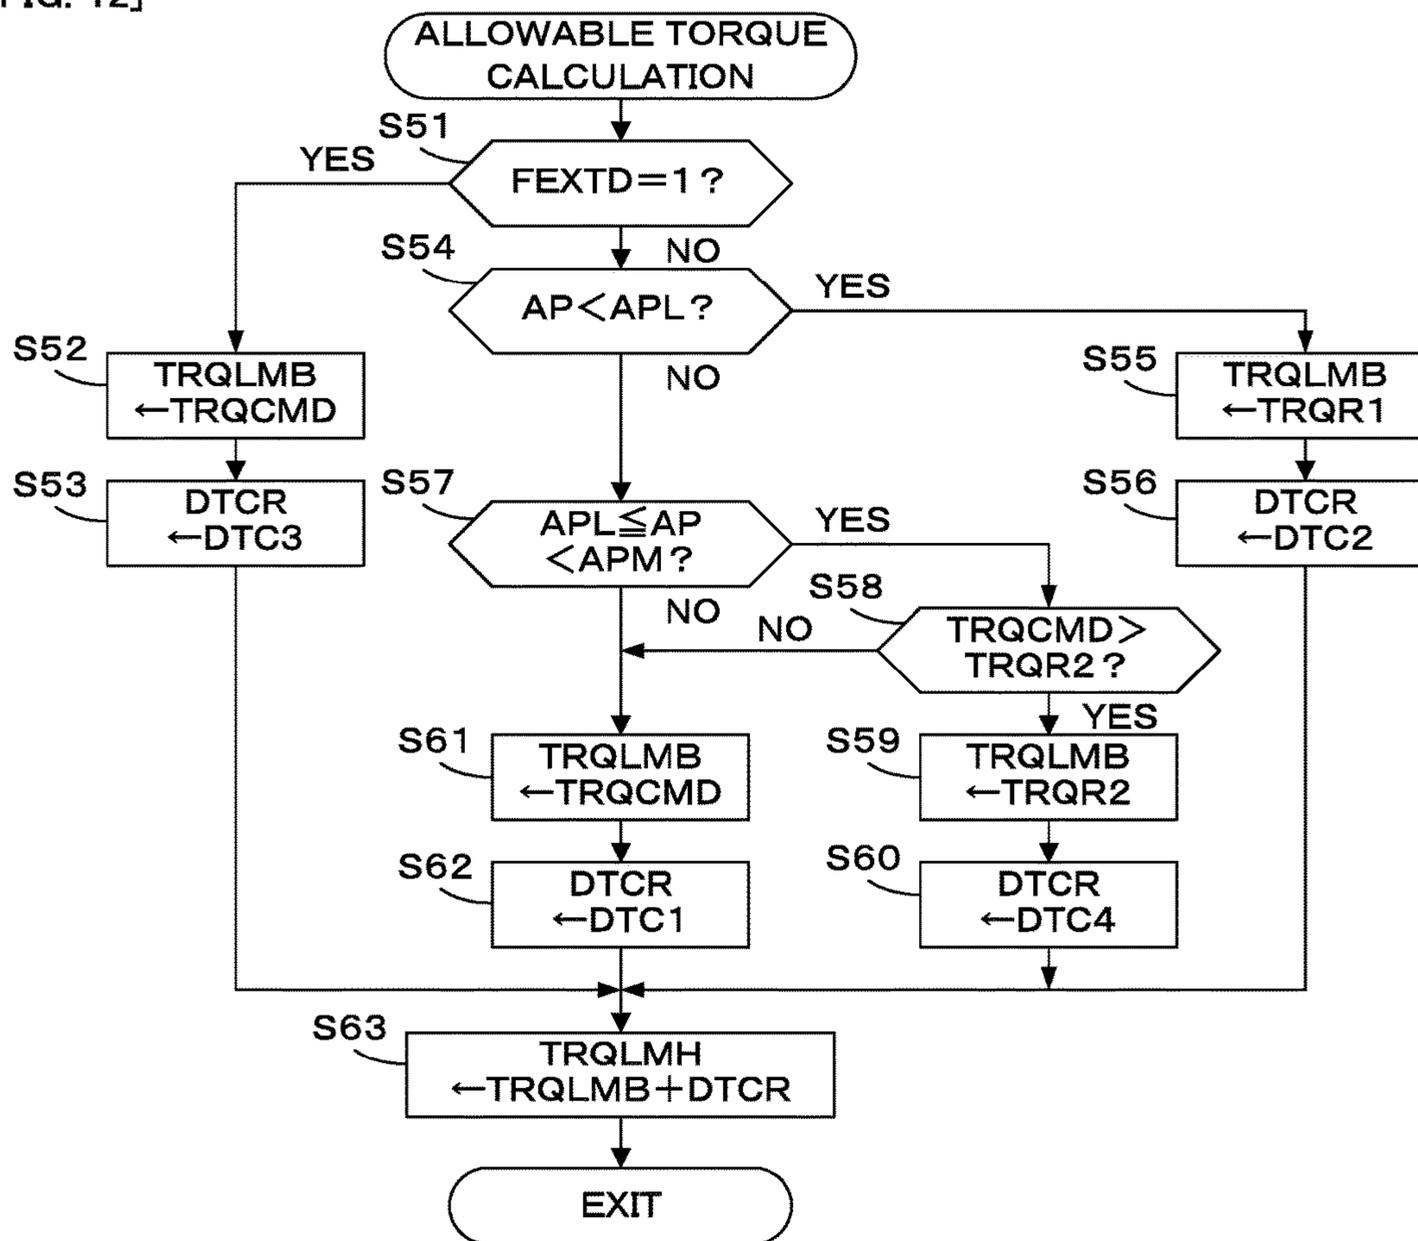 FIG. 12]
ALLOWABLE TORQUE
CALCULATION
S51
YES
FEXTD=1?
NO
S54
AP<APL?
YES
NO
S52
TRQLMB
←TRQCMD
S55
TRQLMB
←TRQR1
S53
DTCR
←DTC3
S57
APL≦AP
<APM?
YES
NO
S56
DTCR
←DTC2
S58
TRQCMD>
TRQR2?
NO
YES
S61
TRQLMB
←TRQCMD
S59
TRQLMB
←TRQR2
S62
DTCR
←DTC1
S60
DTCR
←DTC4
S63
TRQLMH
←TRQLMB+DTCR
EXIT